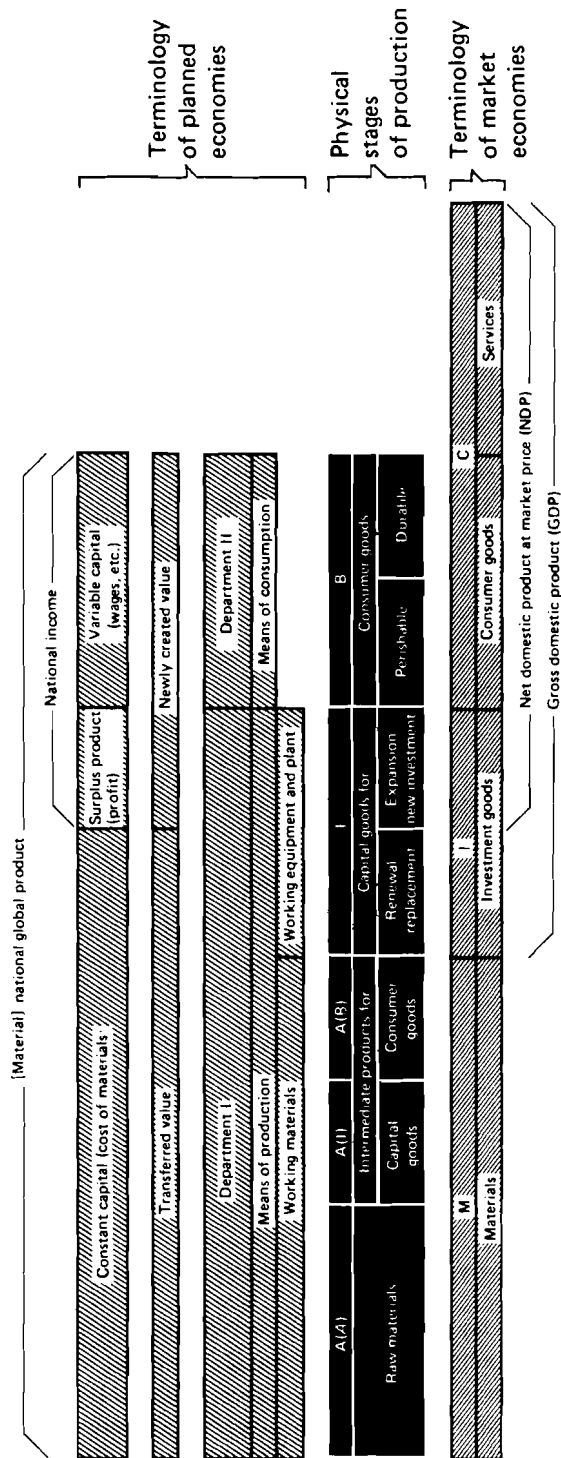 [Material] national global product
National income
Constant capital (cost of materials)
Surplus product
(profit)
Variable capital
(wages, etc.)
Transferred value
Newly created value
Department I
Department II
Means of production
Means of consumption
Working materials
Working equipment and plant
Terminology
of planned
economies
A(A)
A(I)
A(B)
I
B
Raw materials
Intermediate products for
Capital
goods
Consumer
goods
Capital goods for
Renewal
replacement
Expansion
new investment
Consumer goods
Perishable
Durable
Physical
stages
of production
M
I
C
Materials
Investment goods
Consumer goods
Services
Terminology
of market
economies
Net domestic product at market price (NDP)
Gross domestic product (GDP)